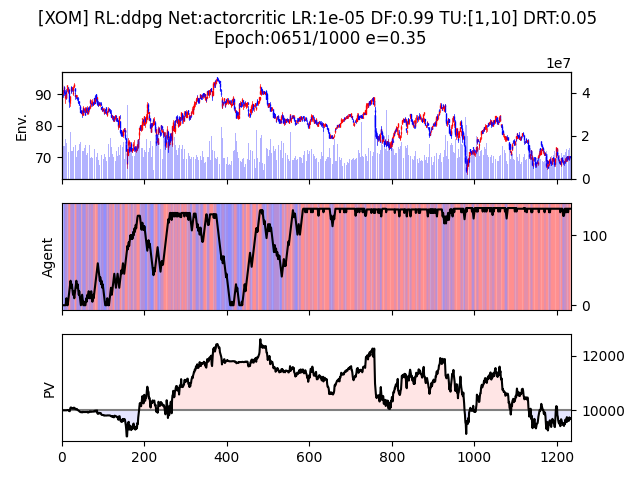 [XOM] RL:ddpg Net:actorcritic LR:1e-05 DF:0.99 TU:[1,10] DRT:0.05
Epoch:0651/1000 e=0.35
1e7
Env.
90
80
70
4
2
0
Agent
100
0
PV
12000
10000
0 200 400 600 800 1000 1200